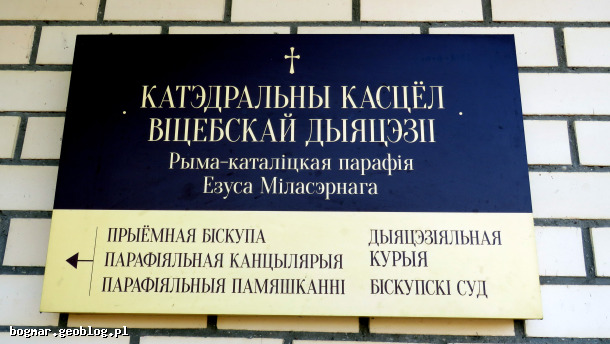 КАТЭДРАЛЬНЫ КАСЦЁЛ
ВІЦЕБСКАЙ ДЫЯЦЭЗІІ
Рыма-каталіцкая парафія
Езуса Міласэрнага
ПРЫЁМНАЯ БІСКУПА
ПАРАФІЯЛЬНАЯ КАНЦЫЛЯРЫЯ
ПАРАФІЯЛЬНЫЯ ПАМЯШКАННІ
ДЫЯЦЭЗІЯЛЬНАЯ
КУРЫЯ
БІСКУПСКІ СУД
bogmar.geoblog.pl